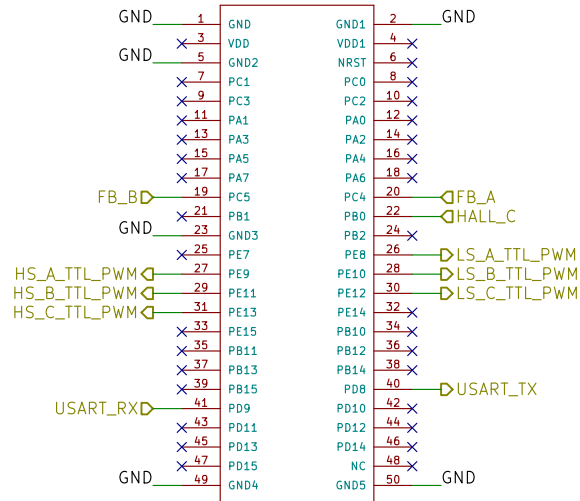 GND 1 GND GND1 2 GND
3 VDD VDD1 4
GND 5 GND2 NRST 6
7 PC1 PC0 8
9 PC3 PC2 10
11 PA1 PA0 12
13 PA3 PA2 14
15 PA5 PA4 16
17 PA7 PA6 18
FB_B 19 PC5 PC4 20 FB_A
21 PB1 PB0 22 HALL_C
GND 23 GND3 PB2 24
25 PE7 PE8 26 LS_A_TTL_PWM
HS_A_TTL_PWM 27 PE9 PE10 28 LS_B_TTL_PWM
HS_B_TTL_PWM 29 PE11 PE12 30 LS_C_TTL_PWM
HS_C_TTL_PWM 31 PE13 PE14 32
33 PE15 PB10 34
35 PB11 PB12 36
37 PB13 PB14 38
39 PB15 PD8 40 USART_TX
USART_RX 41 PD9 PD10 42
43 PD11 PD12 44
45 PD13 PD14 46
47 PD15 NC 48
GND 49 GND4 GND5 50 GND